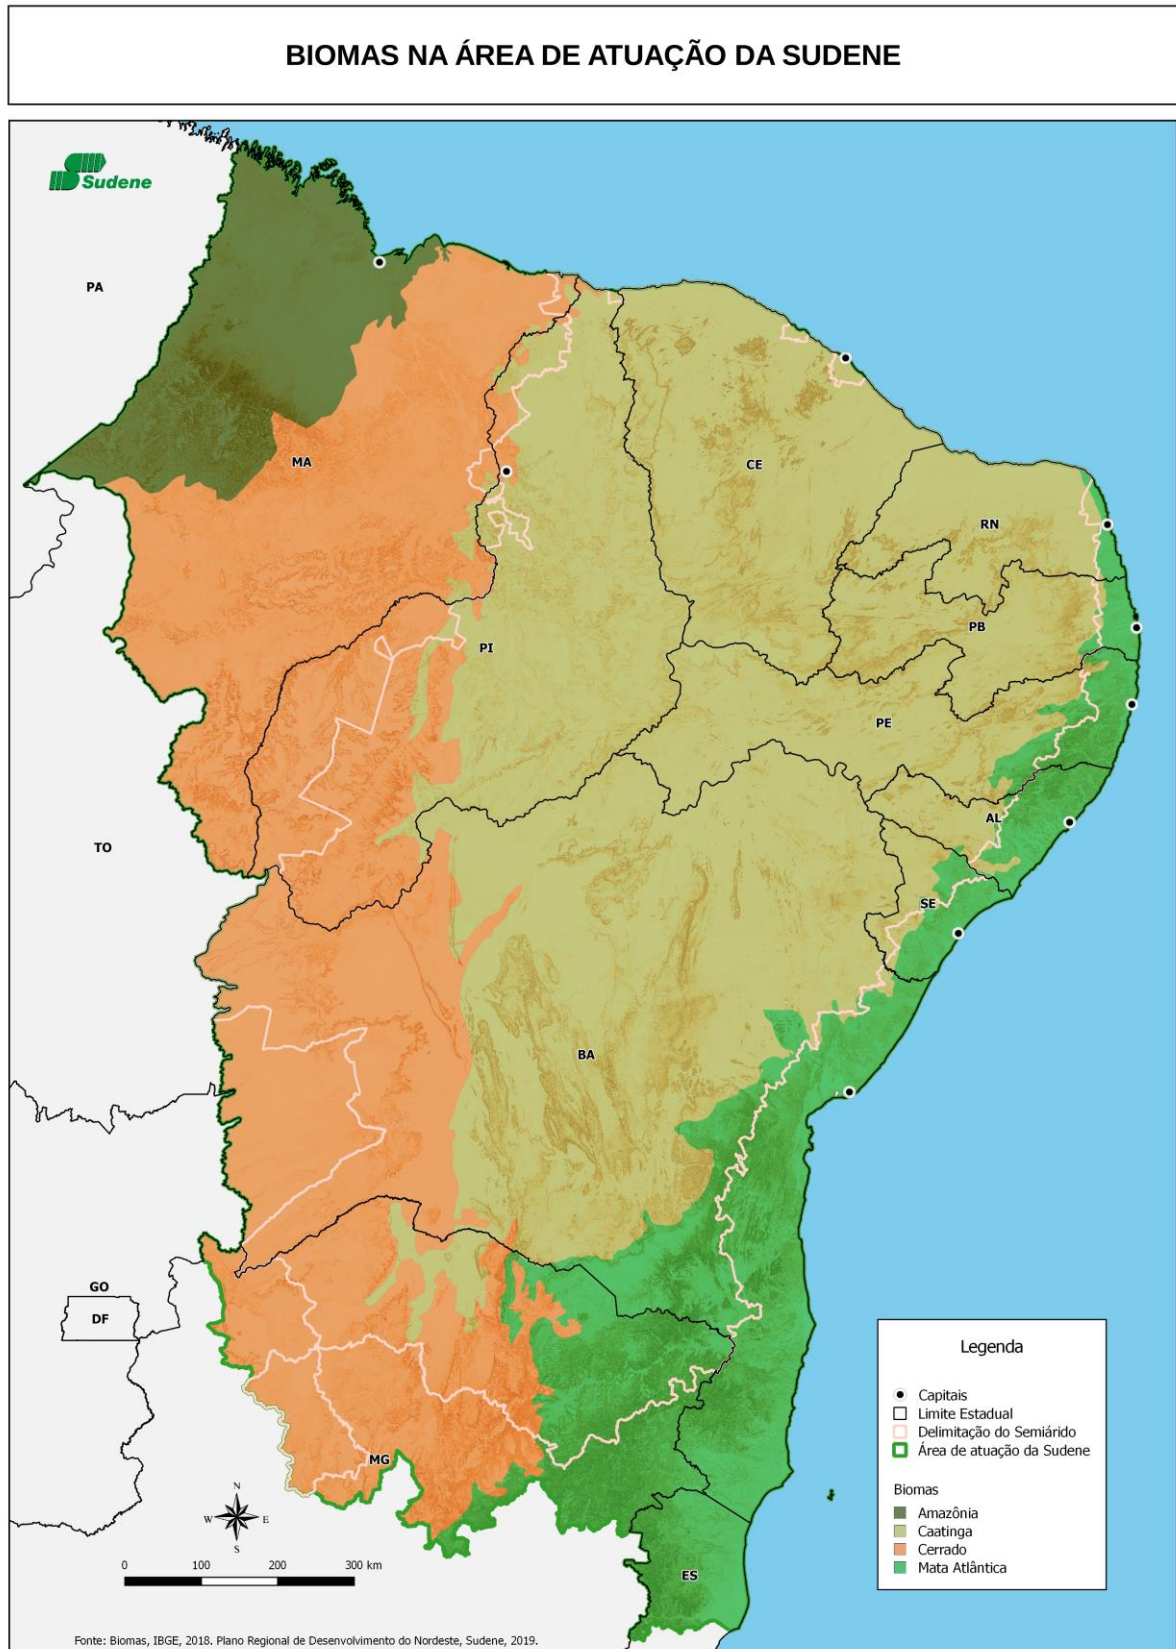 BIOMAS NA ÁREA DE ATUAÇÃO DA SUDENE
Sudene
PA
MA
CE
RN
PB
PI
PE
TO
AL
SE
BA
GO
DF
MG
ES
N
W E
S
0 100 200 300 km
Legenda
Capitais
Limite Estadual
Delimitação do Semiárido
Área de atuação da Sudene
Biomas
Amazônia
Caatinga
Cerrado
Mata Atlântica
Fonte: Biomas, IBGE, 2018. Plano Regional de Desenvolvimento do Nordeste, Sudene, 2019.